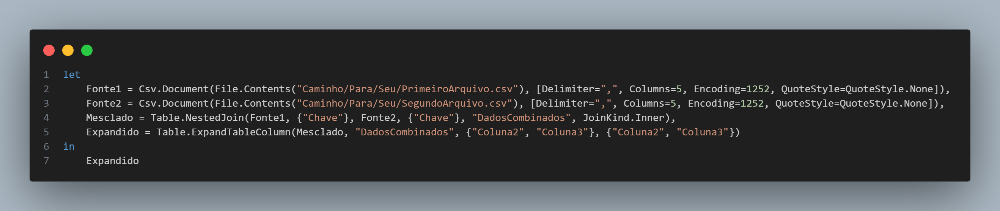 1 let
2     Fonte1 = Csv.Document(File.Contents("Caminho/Para/Seu/PrimeiroArquivo.csv"), [Delimiter=",", Columns=5, Encoding=1252, QuoteStyle=QuoteStyle.None]),
3     Fonte2 = Csv.Document(File.Contents("Caminho/Para/Seu/SegundoArquivo.csv"), [Delimiter=",", Columns=5, Encoding=1252, QuoteStyle=QuoteStyle.None]),
4     Mesclado = Table.NestedJoin(Fonte1, {"Chave"}, Fonte2, {"Chave"}, "DadosCombinados", JoinKind.Inner),
5     Expandido = Table.ExpandTableColumn(Mesclado, "DadosCombinados", {"Coluna2", "Coluna3"}, {"Coluna2", "Coluna3"})
6 in
7     Expandido